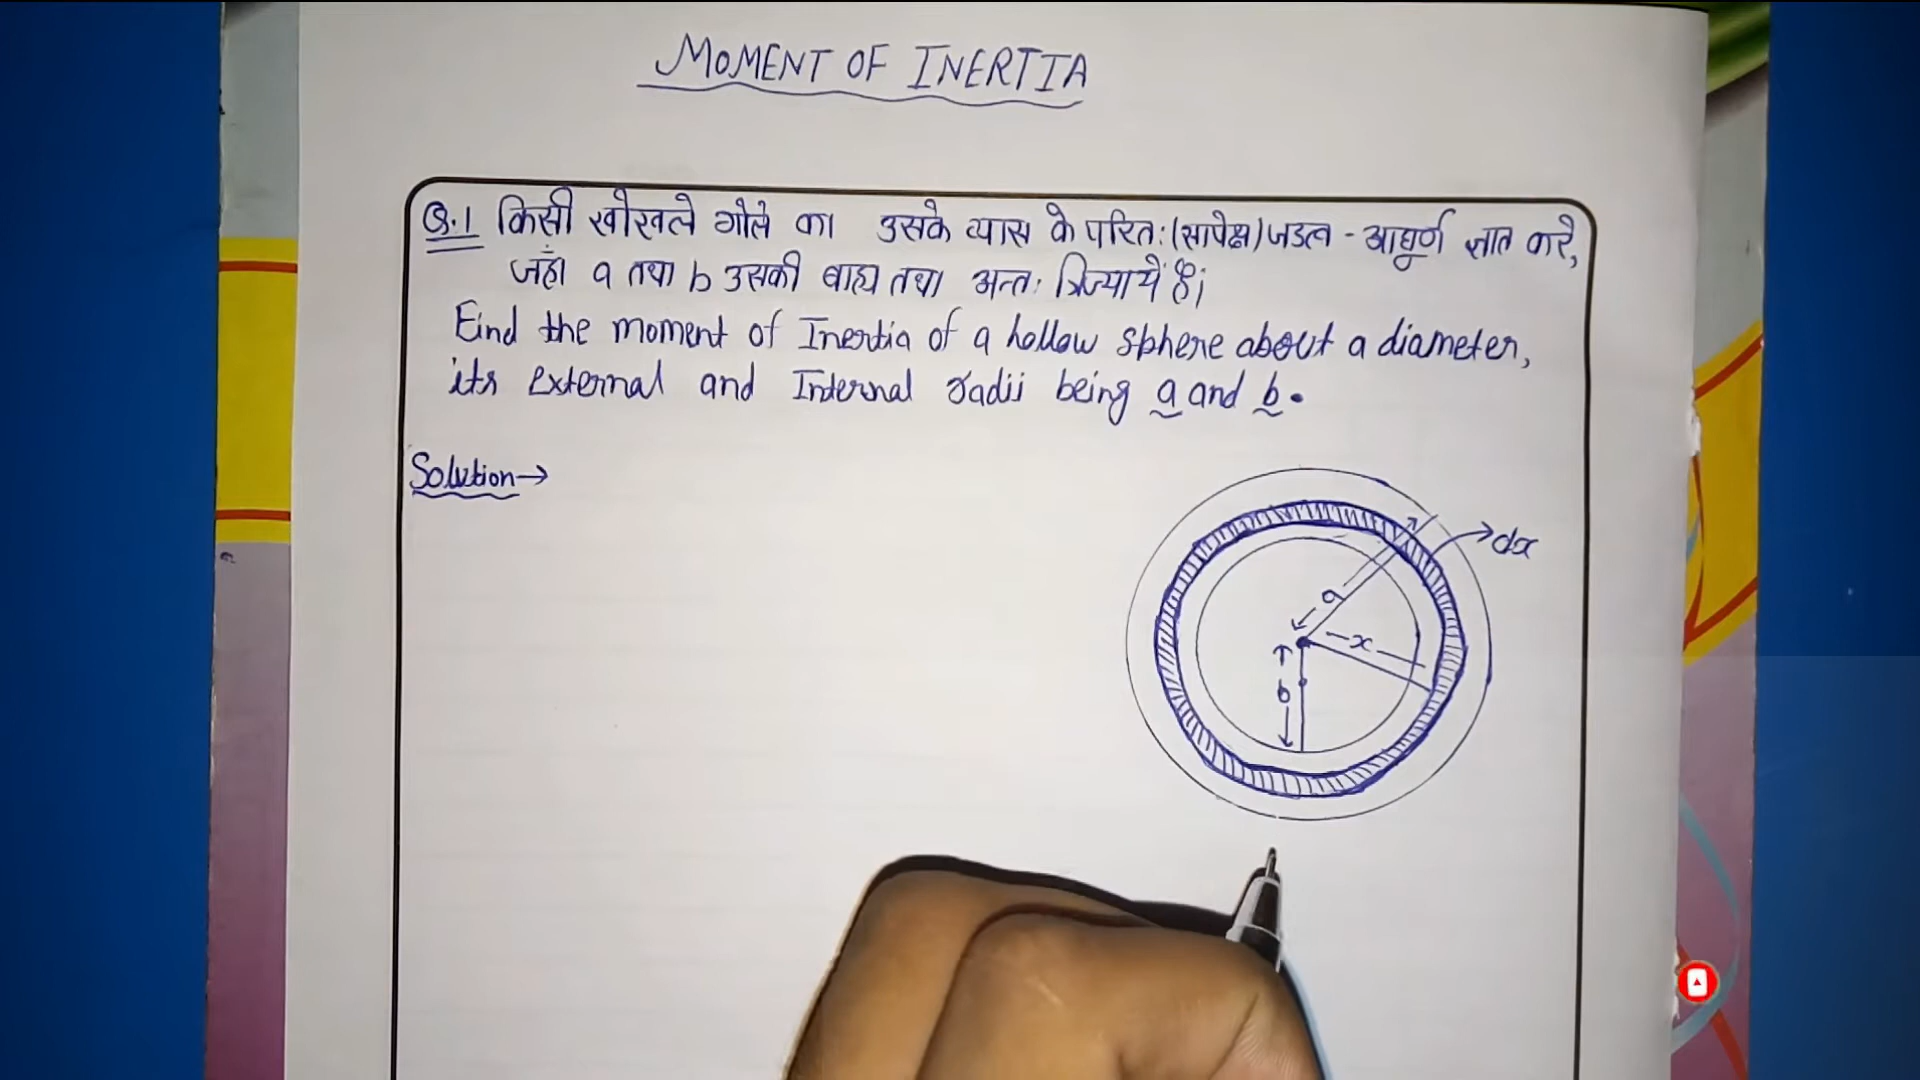 MOMENT OF INERTIA
Q.1 किसी खोखले गोले का उसके व्यास के परितः (सापेक्ष) जडत्व - आघूर्ण ज्ञात करे,
जहाँ a तथा b उसकी बाह्य तथा अन्तः त्रिज्यायें हैं;
Find the moment of Inertia of a hollow sphere about a diameter,
its external and Internal radii being a and b.
Solution→
dx
a
x
b